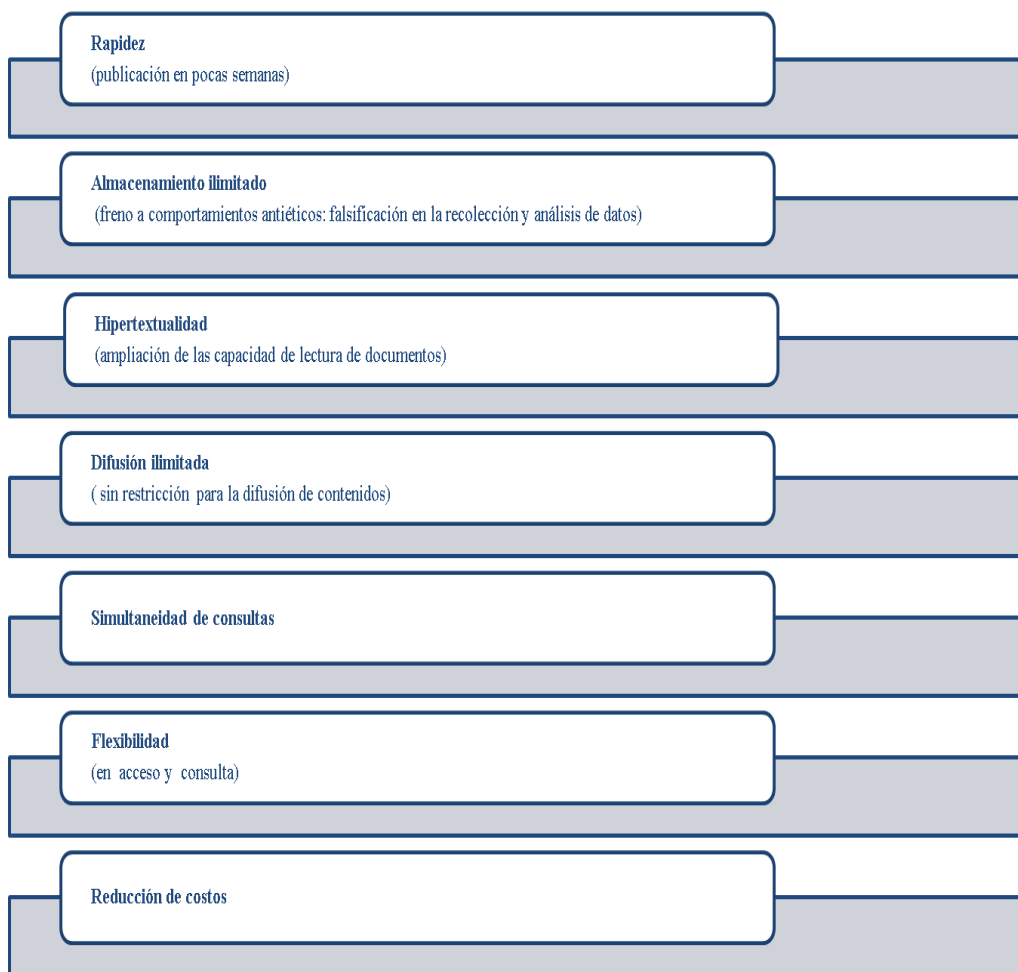 Rapidez
(publicación en pocas semanas)
Almacenamiento ilimitado
(freno a comportamientos antiéticos: falsificación en la recolección y análisis de datos)
Hipertextualidad
(ampliación de las capacidad de lectura de documentos)
Difusión ilimitada
( sin restricción para la difusión de contenidos)
Simultaneidad de consultas
Flexibilidad
(en acceso y consulta)
Reducción de costos